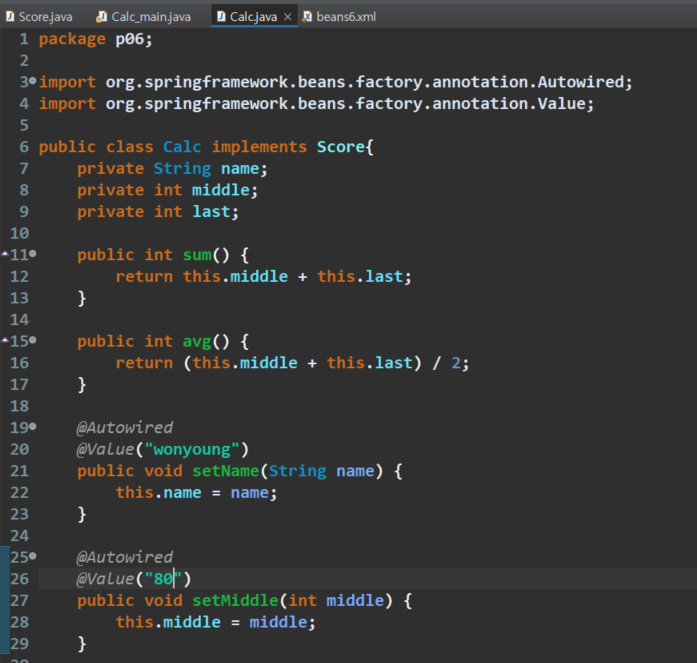 Score.java Calc_main.java Calc.java beans6.xml
1 package p06;
2
3 import org.springframework.beans.factory.annotation.Autowired;
4 import org.springframework.beans.factory.annotation.Value;
5
6 public class Calc implements Score{
7 private String name;
8 private int middle;
9 private int last;
10
11 public int sum() {
12 return this.middle + this.last;
13 }
14
15 public int avg() {
16 return (this.middle + this.last) / 2;
17 }
18
19 @Autowired
20 @Value("wonyoung")
21 public void setName(String name) {
22 this.name = name;
23 }
24
25 @Autowired
26 @Value("80")
27 public void setMiddle(int middle) {
28 this.middle = middle;
29 }